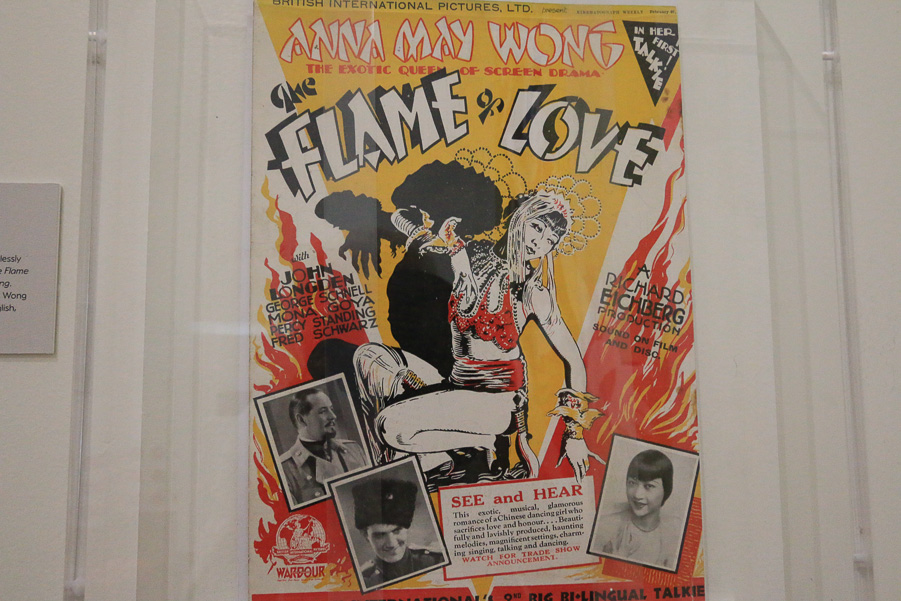 BRITISH INTERNATIONAL PICTURES, LTD. present
KINEMATOGRAPH WEEKLY
ANNA MAY WONG
THE EXOTIC QUEEN OF SCREEN DRAMA
IN HER
FIRST
TALKIE
The
FLAME of LOVE
with
JOHN
LONGDEN
GEORGE SCHNELL
MONA GOYA
PERCY STANDING
FRED SCHWARZ
A
RICHARD
EICHBERG
PRODUCTION
SOUND ON FILM
AND DISC.
SEE and HEAR
This exotic, musical, glamorous
romance of a Chinese dancing girl who
sacrifices love and honour.... Beauti-
fully and lavishly produced, haunting
melodies, magnificent settings, charm-
ing singing, talking and dancing.
WATCH FOR TRADE SHOW
ANNOUNCEMENT.
WARDOUR
INTERNATIONAL'S 2ND BIG BI-LINGUAL TALKIE
lessly
Flame
ng.
Wong
lish,